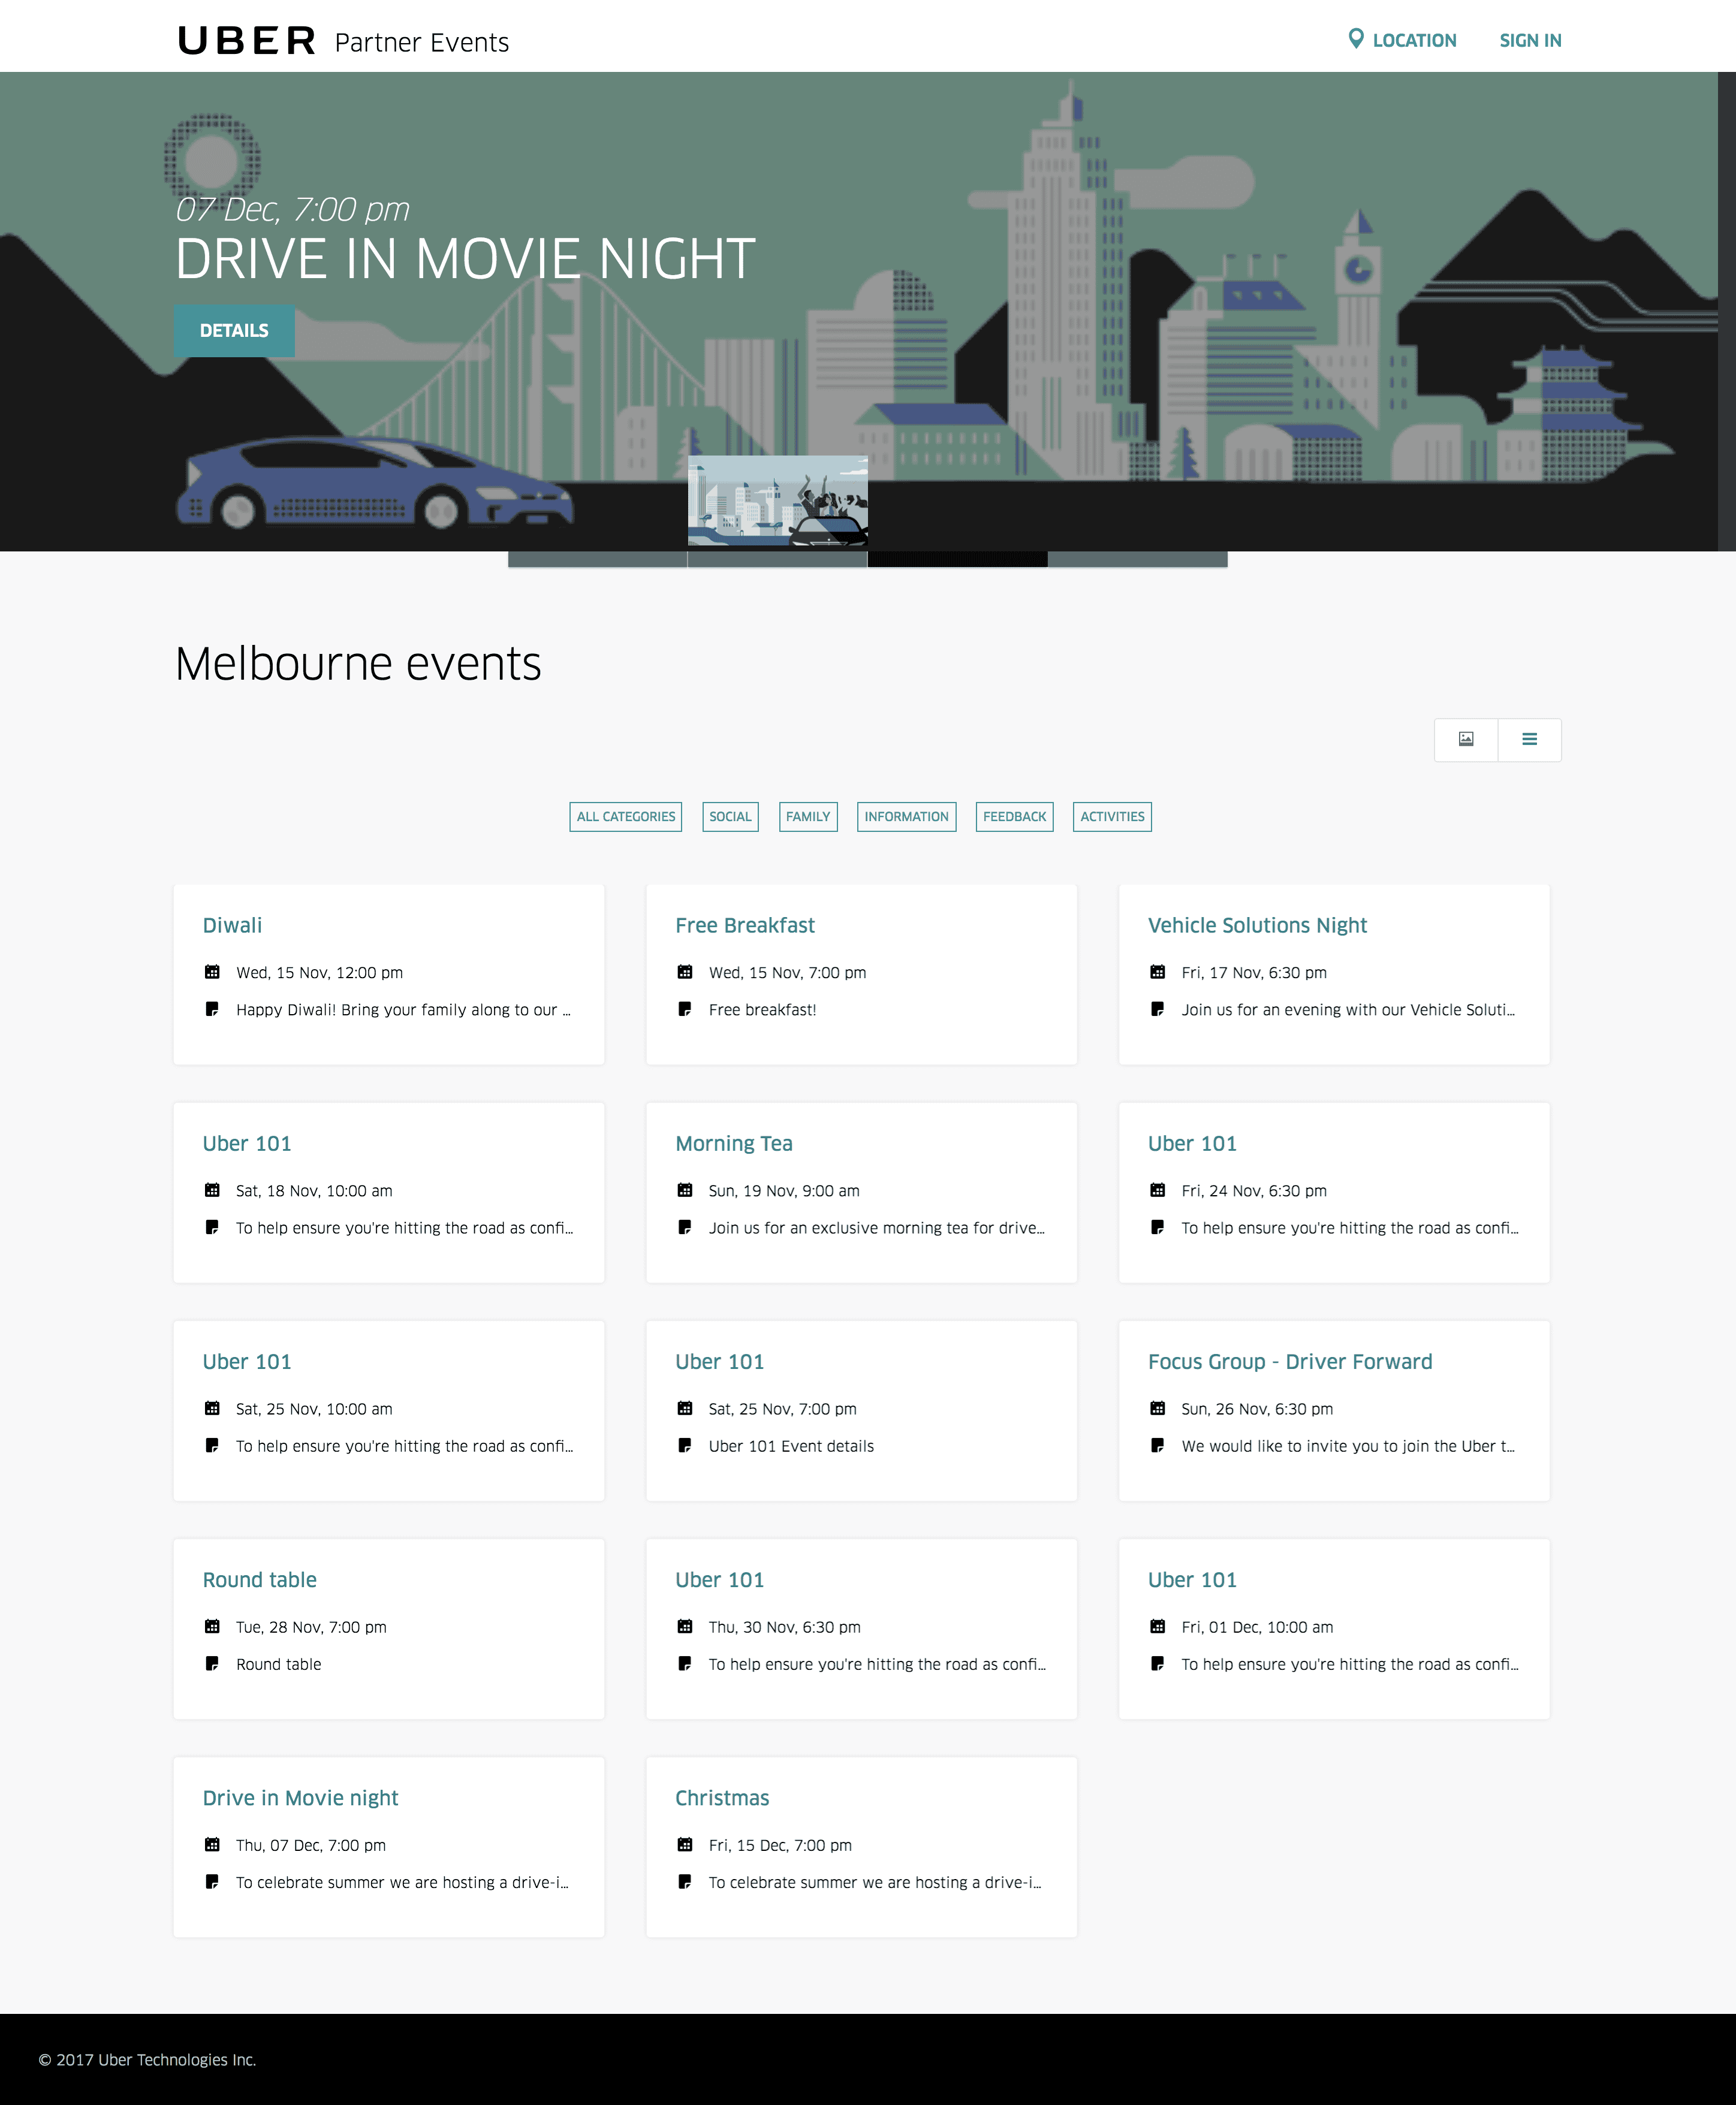 UBER Partner Events
LOCATION
SIGN IN
07 Dec, 7:00 pm
DRIVE IN MOVIE NIGHT
DETAILS
Melbourne events
ALL CATEGORIES
SOCIAL
FAMILY
INFORMATION
FEEDBACK
ACTIVITIES
Diwali
Wed, 15 Nov, 12:00 pm
Happy Diwali! Bring your family along to our ...
Free Breakfast
Wed, 15 Nov, 7:00 pm
Free breakfast!
Vehicle Solutions Night
Fri, 17 Nov, 6:30 pm
Join us for an evening with our Vehicle Soluti...
Uber 101
Sat, 18 Nov, 10:00 am
To help ensure you're hitting the road as confi...
Morning Tea
Sun, 19 Nov, 9:00 am
Join us for an exclusive morning tea for drive...
Uber 101
Fri, 24 Nov, 6:30 pm
To help ensure you're hitting the road as confi...
Uber 101
Sat, 25 Nov, 10:00 am
To help ensure you're hitting the road as confi...
Uber 101
Sat, 25 Nov, 7:00 pm
Uber 101 Event details
Focus Group - Driver Forward
Sun, 26 Nov, 6:30 pm
We would like to invite you to join the Uber t...
Round table
Tue, 28 Nov, 7:00 pm
Round table
Uber 101
Thu, 30 Nov, 6:30 pm
To help ensure you're hitting the road as confi...
Uber 101
Fri, 01 Dec, 10:00 am
To help ensure you're hitting the road as confi...
Drive in Movie night
Thu, 07 Dec, 7:00 pm
To celebrate summer we are hosting a drive-i...
Christmas
Fri, 15 Dec, 7:00 pm
To celebrate summer we are hosting a drive-i...
© 2017 Uber Technologies Inc.